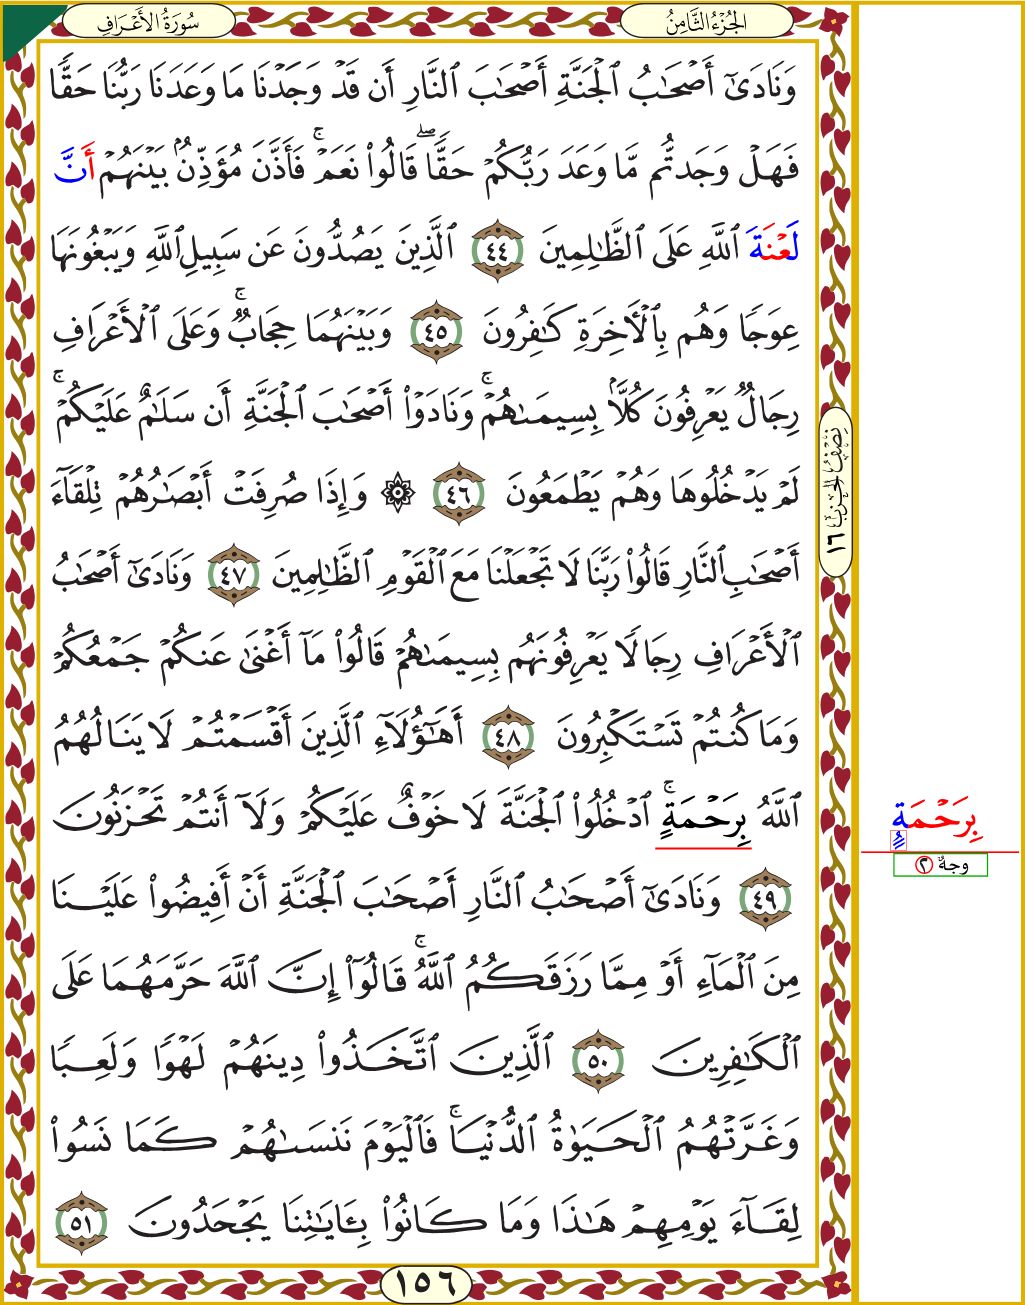 سُورَةُ الأَعْرَافِ
الجُزْءُ الثَّامِنُ
وَنَادَىٰٓ أَصْحَٰبُ ٱلْجَنَّةِ أَصْحَٰبَ ٱلنَّارِ أَن قَدْ وَجَدْنَا مَا وَعَدَنَا رَبُّنَا حَقًّا
فَهَلْ وَجَدتُّم مَّا وَعَدَ رَبُّكُمْ حَقًّاۖ قَالُوا۟ نَعَمْۚ فَأَذَّنَ مُؤَذِّنٌۢ بَيْنَهُمْ أَنَّ
لَعْنَةَ ٱللَّهِ عَلَى ٱلظَّٰلِمِينَ ٤٤ ٱلَّذِينَ يَصُدُّونَ عَن سَبِيلِ ٱللَّهِ وَيَبْغُونَهَا
عِوَجًا وَهُم بِٱلْأَخِرَةِ كَٰفِرُونَ ٤٥ وَبَيْنَهُمَا حِجَابٌۚ وَعَلَى ٱلْأَعْرَافِ
رِجَالٌ يَعْرِفُونَ كُلًّۢا بِسِيمَىٰهُمْۚ وَنَادَوْا۟ أَصْحَٰبَ ٱلْجَنَّةِ أَن سَلَٰمٌ عَلَيْكُمْۚ
لَمْ يَدْخُلُوهَا وَهُمْ يَطْمَعُونَ ٤٦ ۞ وَإِذَا صُرِفَتْ أَبْصَٰرُهُمْ تِلْقَآءَ
أَصْحَٰبِ ٱلنَّارِ قَالُوا۟ رَبَّنَا لَا تَجْعَلْنَا مَعَ ٱلْقَوْمِ ٱلظَّٰلِمِينَ ٤٧ وَنَادَىٰٓ أَصْحَٰبُ
ٱلْأَعْرَافِ رِجَالًا يَعْرِفُونَهُم بِسِيمَىٰهُمْ قَالُوا۟ مَآ أَغْنَىٰ عَنكُمْ جَمْعُكُمْ
وَمَا كُنتُمْ تَسْتَكْبِرُونَ ٤٨ أَهَٰٓؤُلَآءِ ٱلَّذِينَ أَقْسَمْتُمْ لَا يَنَالُهُمُ
ٱللَّهُ بِرَحْمَةٍۚ ٱدْخُلُوا۟ ٱلْجَنَّةَ لَا خَوْفٌ عَلَيْكُمْ وَلَآ أَنتُمْ تَحْزَنُونَ
٤٩ وَنَادَىٰٓ أَصْحَٰبُ ٱلنَّارِ أَصْحَٰبَ ٱلْجَنَّةِ أَنْ أَفِيضُوا۟ عَلَيْنَا
مِنَ ٱلْمَآءِ أَوْ مِمَّا رَزَقَكُمُ ٱللَّهُۚ قَالُوٓا۟ إِنَّ ٱللَّهَ حَرَّمَهُمَا عَلَى
ٱلْكَٰفِرِينَ ٥٠ ٱلَّذِينَ ٱتَّخَذُوا۟ دِينَهُمْ لَهْوًا وَلَعِبًا
وَغَرَّتْهُمُ ٱلْحَيَوٰةُ ٱلدُّنْيَاۚ فَٱلْيَوْمَ نَنسَىٰهُمْ كَمَا نَسُوا۟
لِقَآءَ يَوْمِهِمْ هَٰذَا وَمَا كَانُوا۟ بِـَٔايَٰتِنَا يَجْحَدُونَ ٥١
نِصْفُ الحِزْبِ ١٦
بِرَحْمَةٍ
٢ وجهٌ
١٥٦